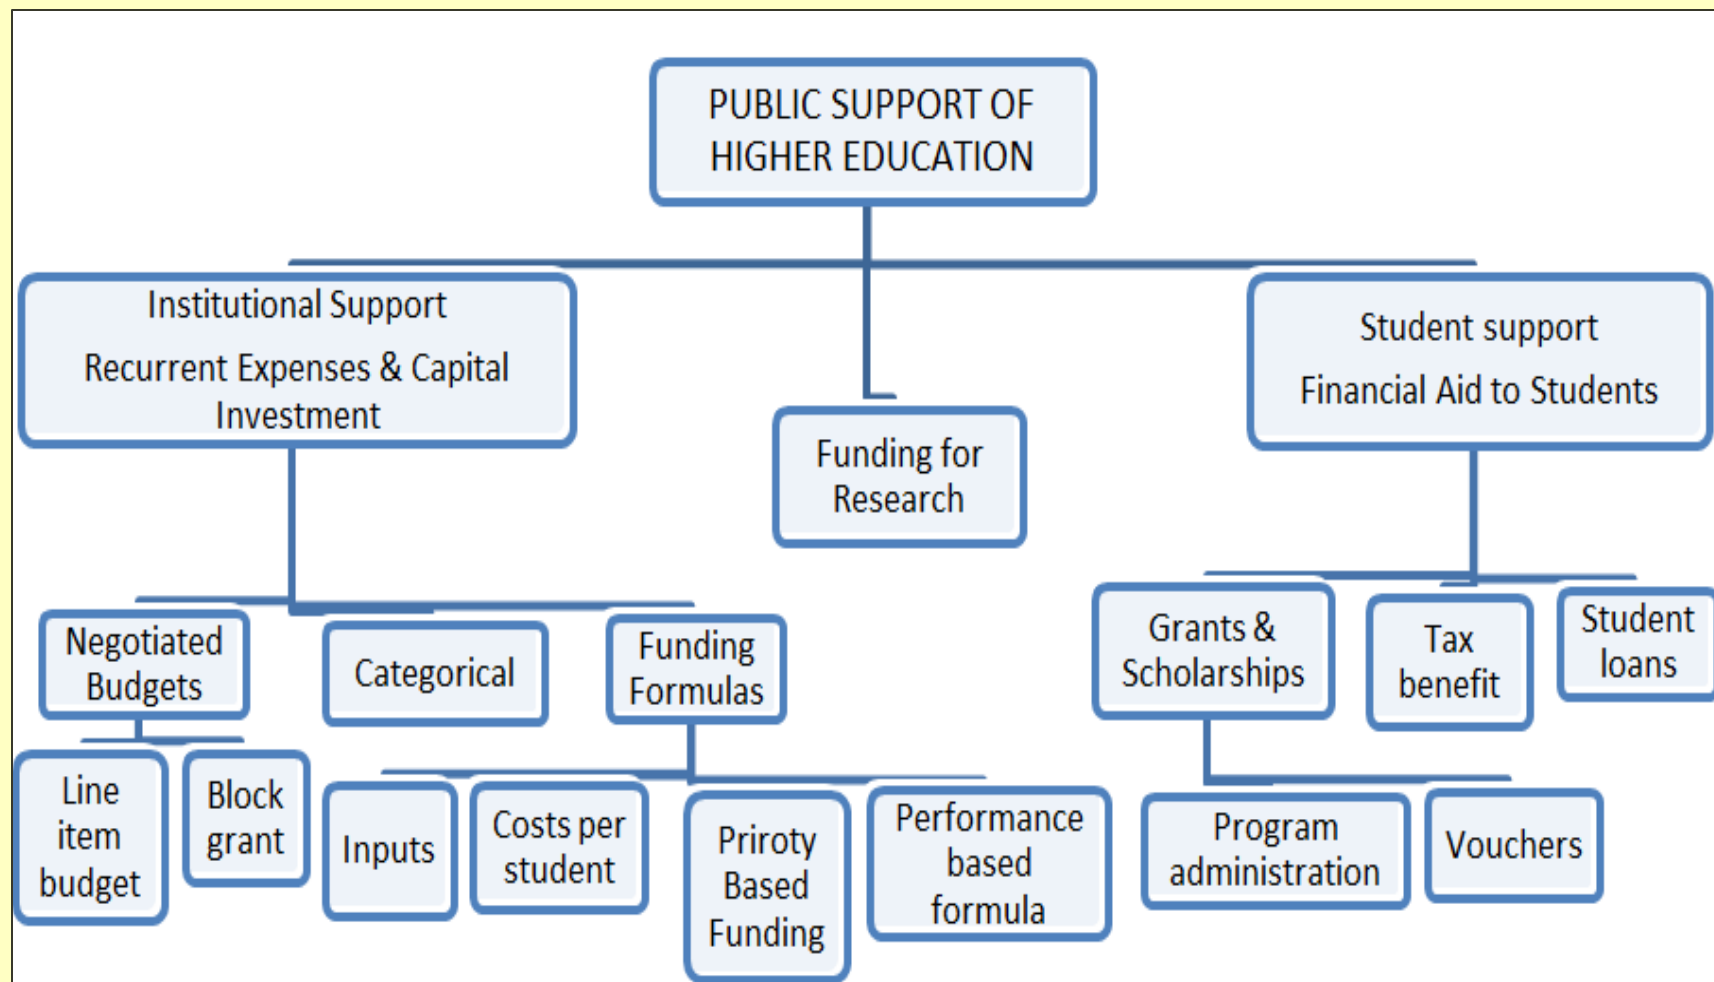 PUBLIC SUPPORT OF
HIGHER EDUCATION
Institutional Support
Recurrent Expenses & Capital
Investment
Funding for
Research
Student support
Financial Aid to Students
Negotiated
Budgets
Categorical
Funding
Formulas
Grants &
Scholarships
Tax
benefit
Student
loans
Line
item
budget
Block
grant
Inputs
Costs per
student
Priroty
Based
Funding
Performance
based
formula
Program
administration
Vouchers